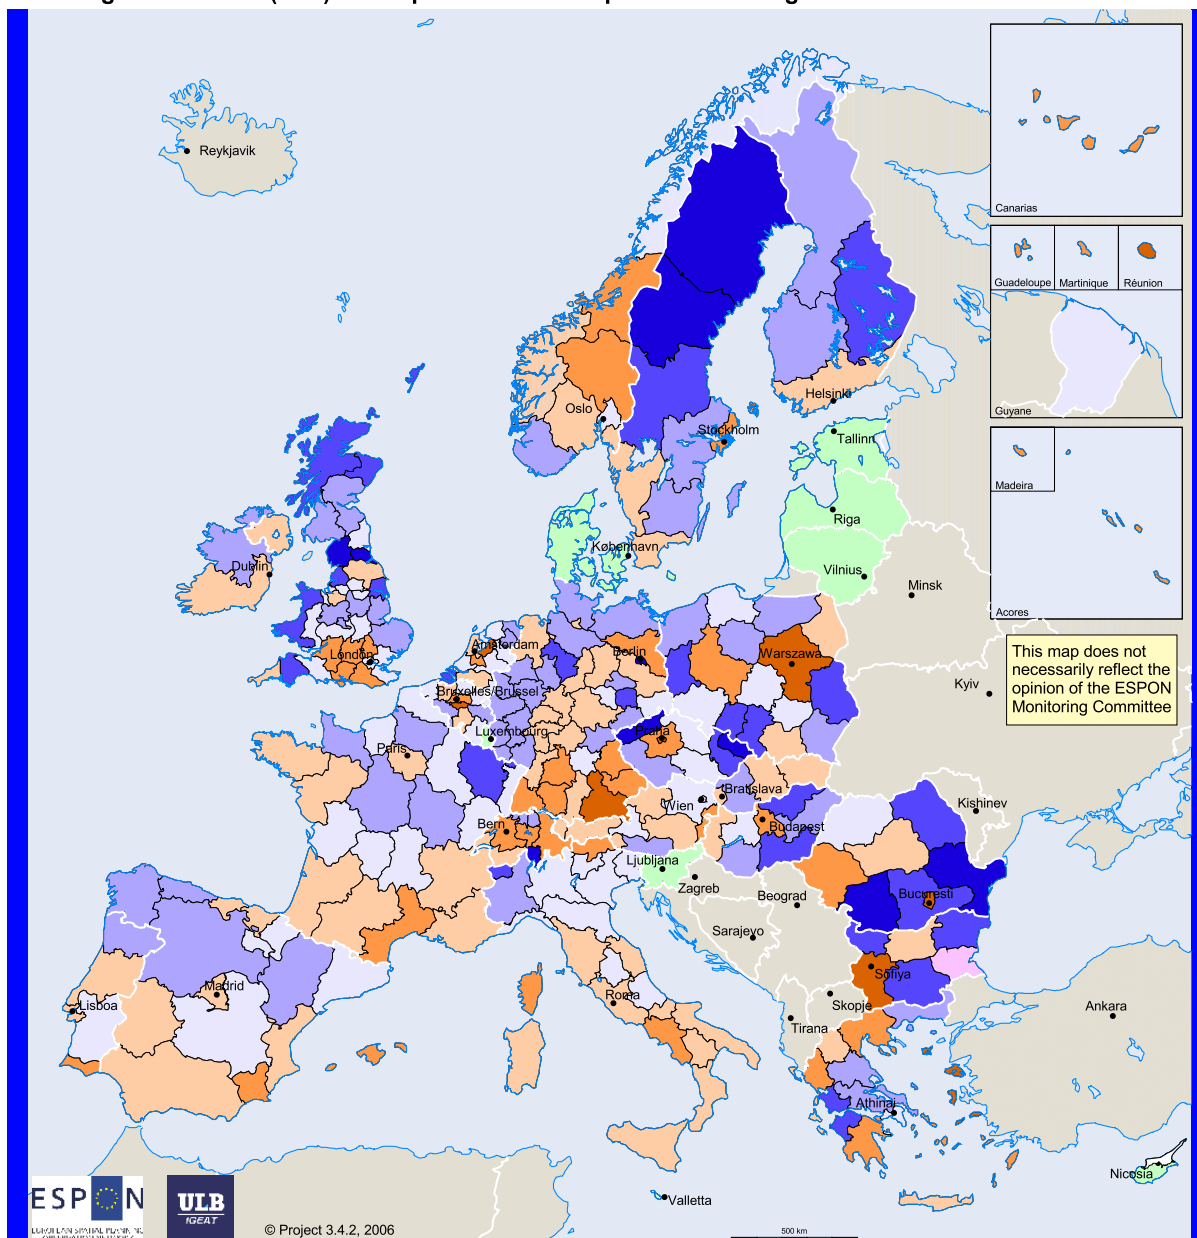 Reykjavik
Canarias
Guadeloupe
Martinique
Réunion
Guyane
Madeira
Acores
Oslo
Helsinki
Stockholm
Tallinn
Riga
København
Vilnius
Minsk
Dublin
London
Amsterdam
Berlin
Warszawa
This map does not
necessarily reflect the
opinion of the ESPON
Monitoring Committee
Kyiv
Bruxelles/Brussel
Luxembourg
Praha
Paris
Bratislava
Wien
Kishinev
Bern
Budapest
Ljubljana
Zagreb
Beograd
Bucuresti
Sarajevo
Sofiya
Madrid
Lisboa
Roma
Skopje
Ankara
Tirana
Athinai
Nicosia
Valletta
ESPON
ULB
IGEAT
© Project 3.4.2, 2006
500 km